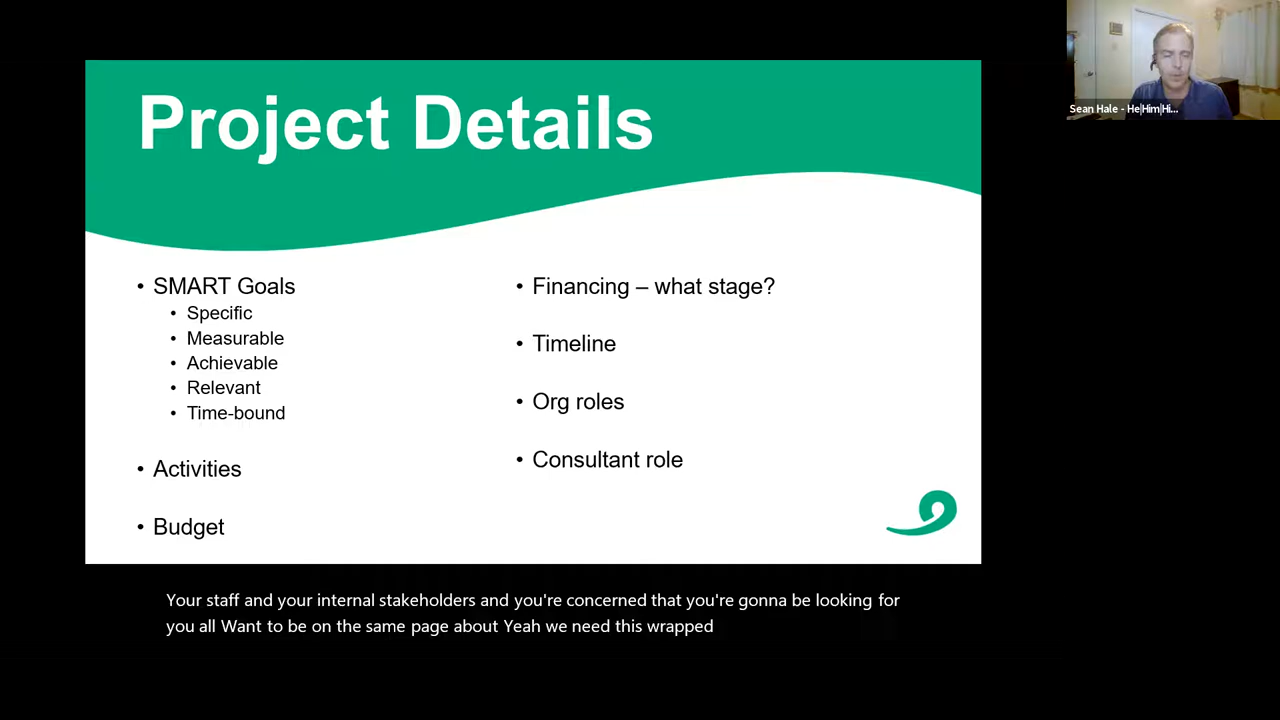 Project Details
• SMART Goals
• Specific
• Measurable
• Achievable
• Relevant
• Time-bound
• Activities
• Budget
• Financing – what stage?
• Timeline
• Org roles
• Consultant role
Sean Hale - He|Him|Hi...
Your staff and your internal stakeholders and you're concerned that you're gonna be looking for
you all Want to be on the same page about Yeah we need this wrapped